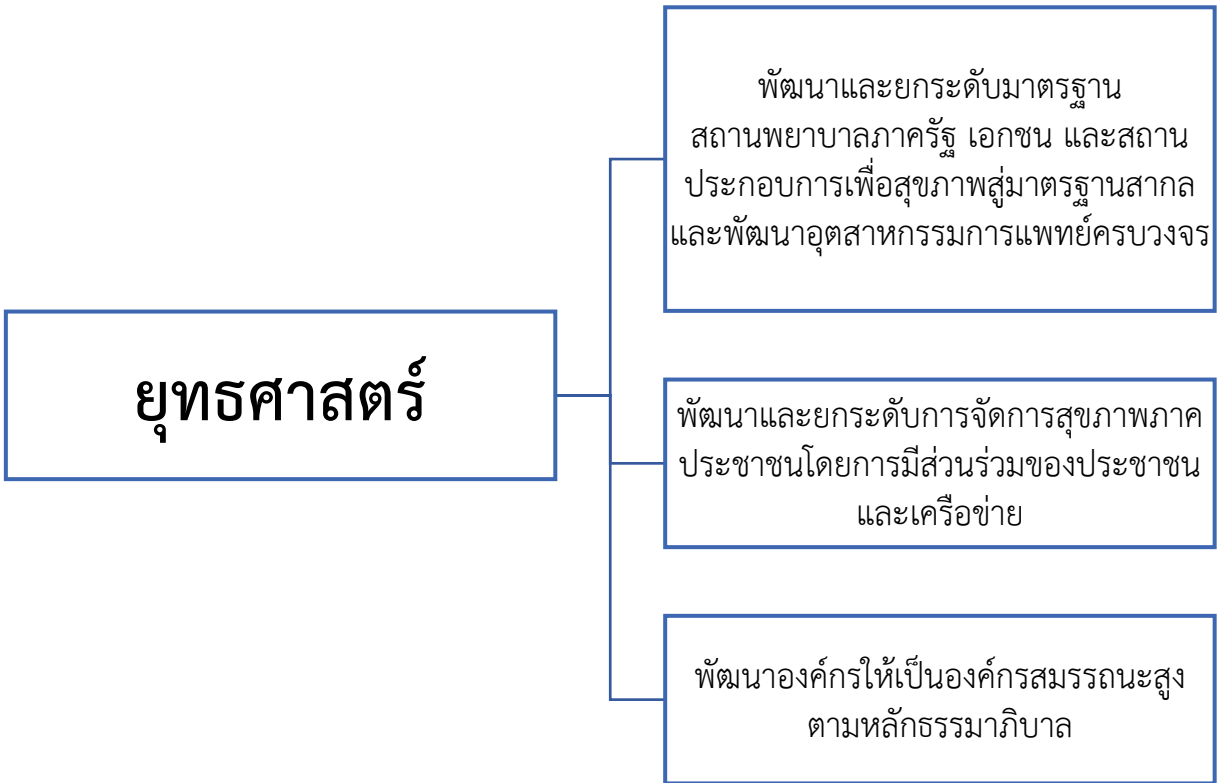 ยุทธศาสตร์
พัฒนาและยกระดับมาตรฐาน
สถานพยาบาลภาครัฐ เอกชน และสถาน
ประกอบการเพื่อสุขภาพสู่มาตรฐานสากล
และพัฒนาอุตสาหกรรมการแพทย์ครบวงจร
พัฒนาและยกระดับการจัดการสุขภาพภาค
ประชาชนโดยการมีส่วนร่วมของประชาชน
และเครือข่าย
พัฒนาองค์กรให้เป็นองค์กรสมรรถนะสูง
ตามหลักธรรมาภิบาล